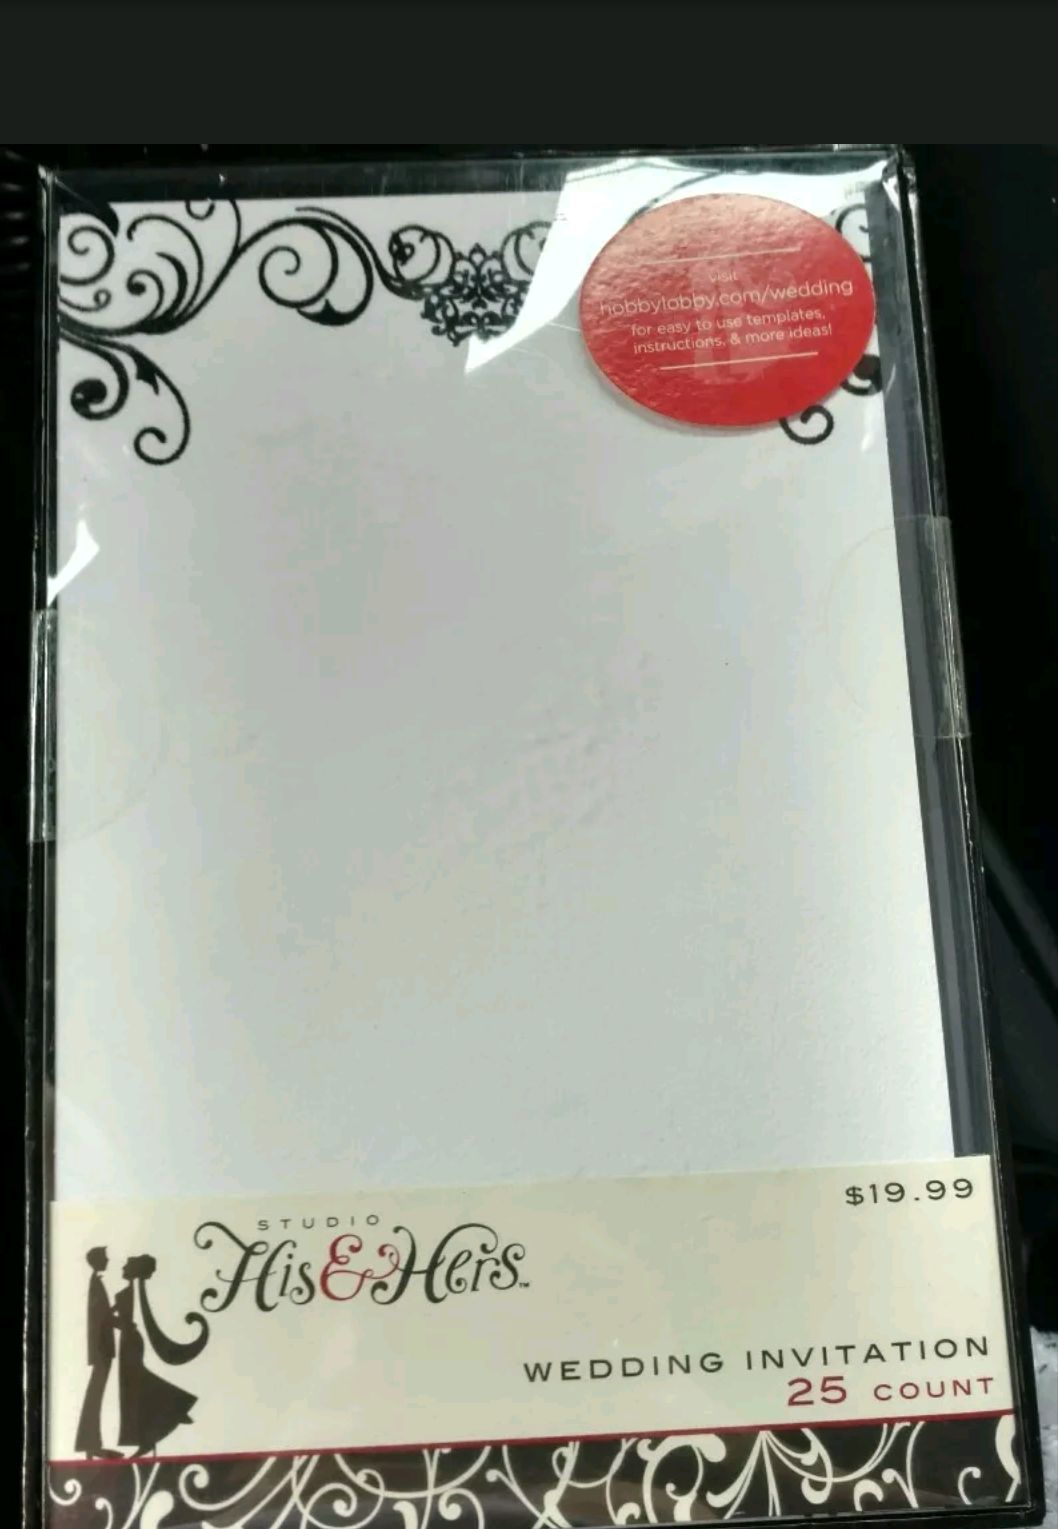 visit
hobbylobby.com/wedding
for easy to use templates,
instructions, & more ideas!
$19.99
STUDIO
His & Hers™
WEDDING INVITATION
25 COUNT